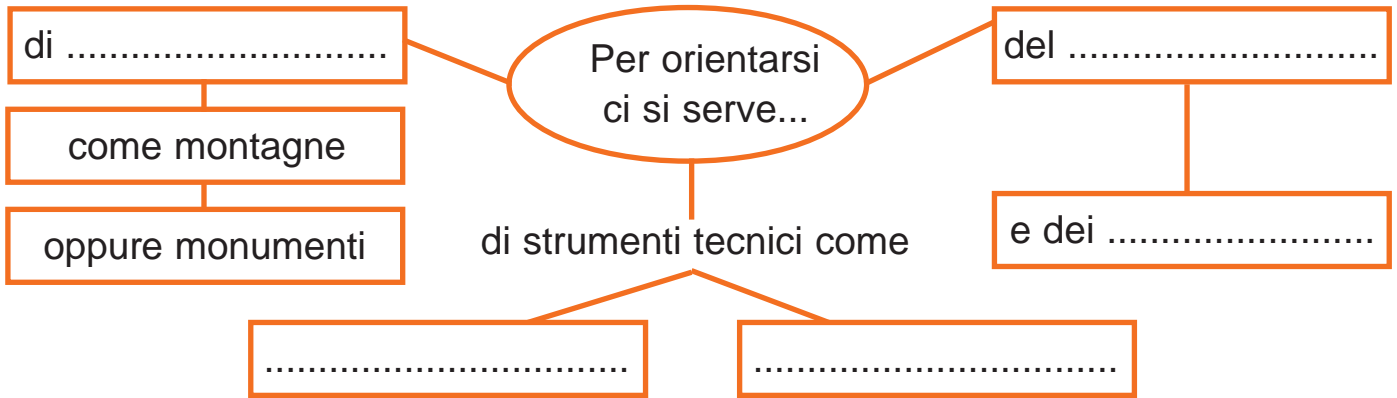 di ..............................
come montagne
oppure monumenti
Per orientarsi
ci si serve...
di strumenti tecnici come
..................................
..................................
del .............................
e dei .........................